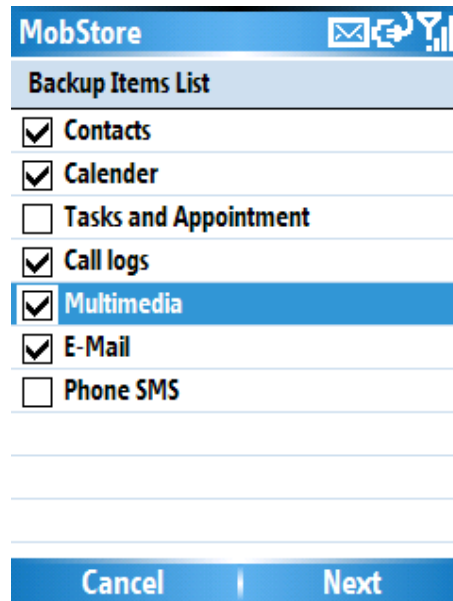 MobStore
Backup Items List
Contacts
Calender
Tasks and Appointment
Call logs
Multimedia
E-Mail
Phone SMS
Cancel Next